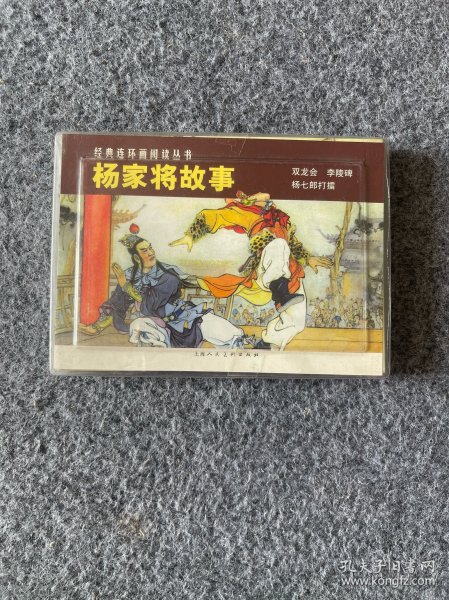 经典连环画阅读丛书
杨家将故事
双龙会 李陵碑
杨七郎打擂
上海人民美术出版社
孔夫子旧书网
www.kongfz.com